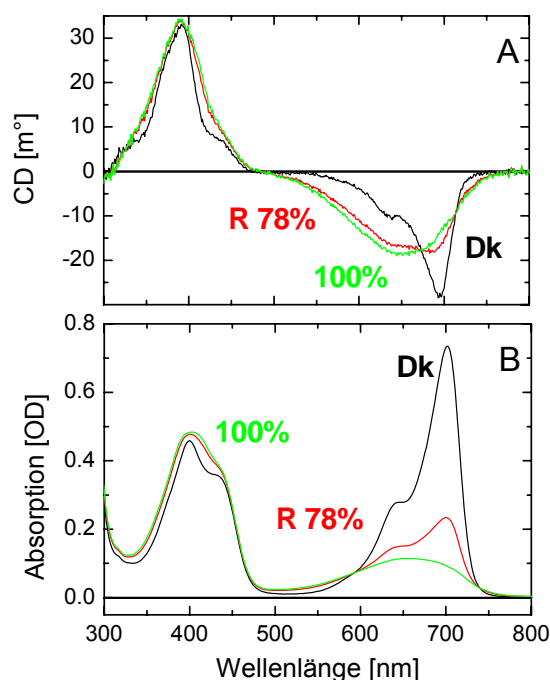 A
CD [m°]
30
20
10
0
-10
-20
R 78%
100%
Dk
B
Absorption [OD]
0.8
0.6
0.4
0.2
0.0
Dk
100%
R 78%
300 400 500 600 700 800
Wellenlänge [nm]